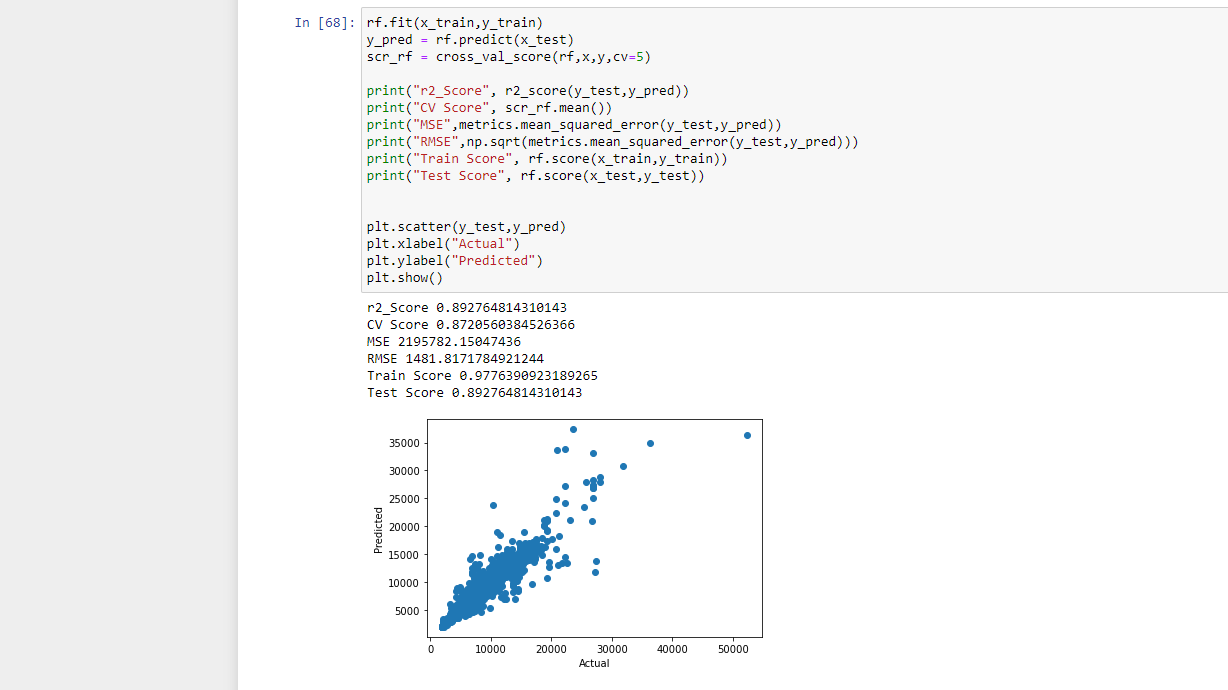 In [68]: rf.fit(x_train,y_train)
y_pred = rf.predict(x_test)
scr_rf = cross_val_score(rf,x,y,cv=5)
print("r2_Score", r2_score(y_test,y_pred))
print("CV Score", scr_rf.mean())
print("MSE",metrics.mean_squared_error(y_test,y_pred))
print("RMSE",np.sqrt(metrics.mean_squared_error(y_test,y_pred)))
print("Train Score", rf.score(x_train,y_train))
print("Test Score", rf.score(x_test,y_test))
plt.scatter(y_test,y_pred)
plt.xlabel("Actual")
plt.ylabel("Predicted")
plt.show()
r2_Score 0.892764814310143
CV Score 0.8720560384526366
MSE 2195782.15047436
RMSE 1481.8171784921244
Train Score 0.9776390923189265
Test Score 0.892764814310143
35000
30000
25000
20000
15000
10000
5000
Predicted
0 10000 20000 30000 40000 50000
Actual